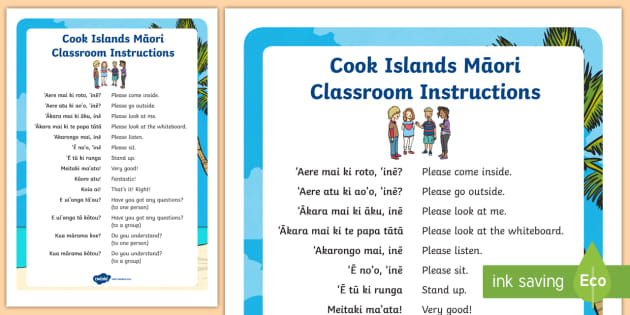 Cook Islands Māori
Classroom Instructions
'Aere mai ki roto, 'inē? Please come inside.
'Aere atu ki ao'o, 'inē? Please go outside.
'Ākara mai ki āku, inē Please look at me.
'Ākara mai ki te papa tātā Please look at the whiteboard.
'Akarongo mai, inē Please listen.
'Ē no'o, 'inē Please sit.
'Ē tū ki runga Stand up.
Meitaki ma'ata! Very good!
Kāore atu! Fantastic!
Koia ai! That's it! Right!
E ui'anga tā'au? Have you got any questions?
(to one person)
E ui'anga tā kōtou? Have you got any questions?
(to a group)
Kua mārama koe? Do you understand?
(to one person)
Kua mārama kōtou? Do you understand?
(to a group)
twinkl
Cook Islands Māori
Classroom Instructions
'Aere mai ki roto, 'inē? Please come inside.
'Aere atu ki ao'o, 'inē? Please go outside.
'Ākara mai ki āku, inē Please look at me.
'Ākara mai ki te papa tātā Please look at the whiteboard.
'Akarongo mai, inē Please listen.
'Ē no'o, 'inē Please sit.
'Ē tū ki runga Stand up.
Meitaki ma'ata! Very good!
ink saving Eco